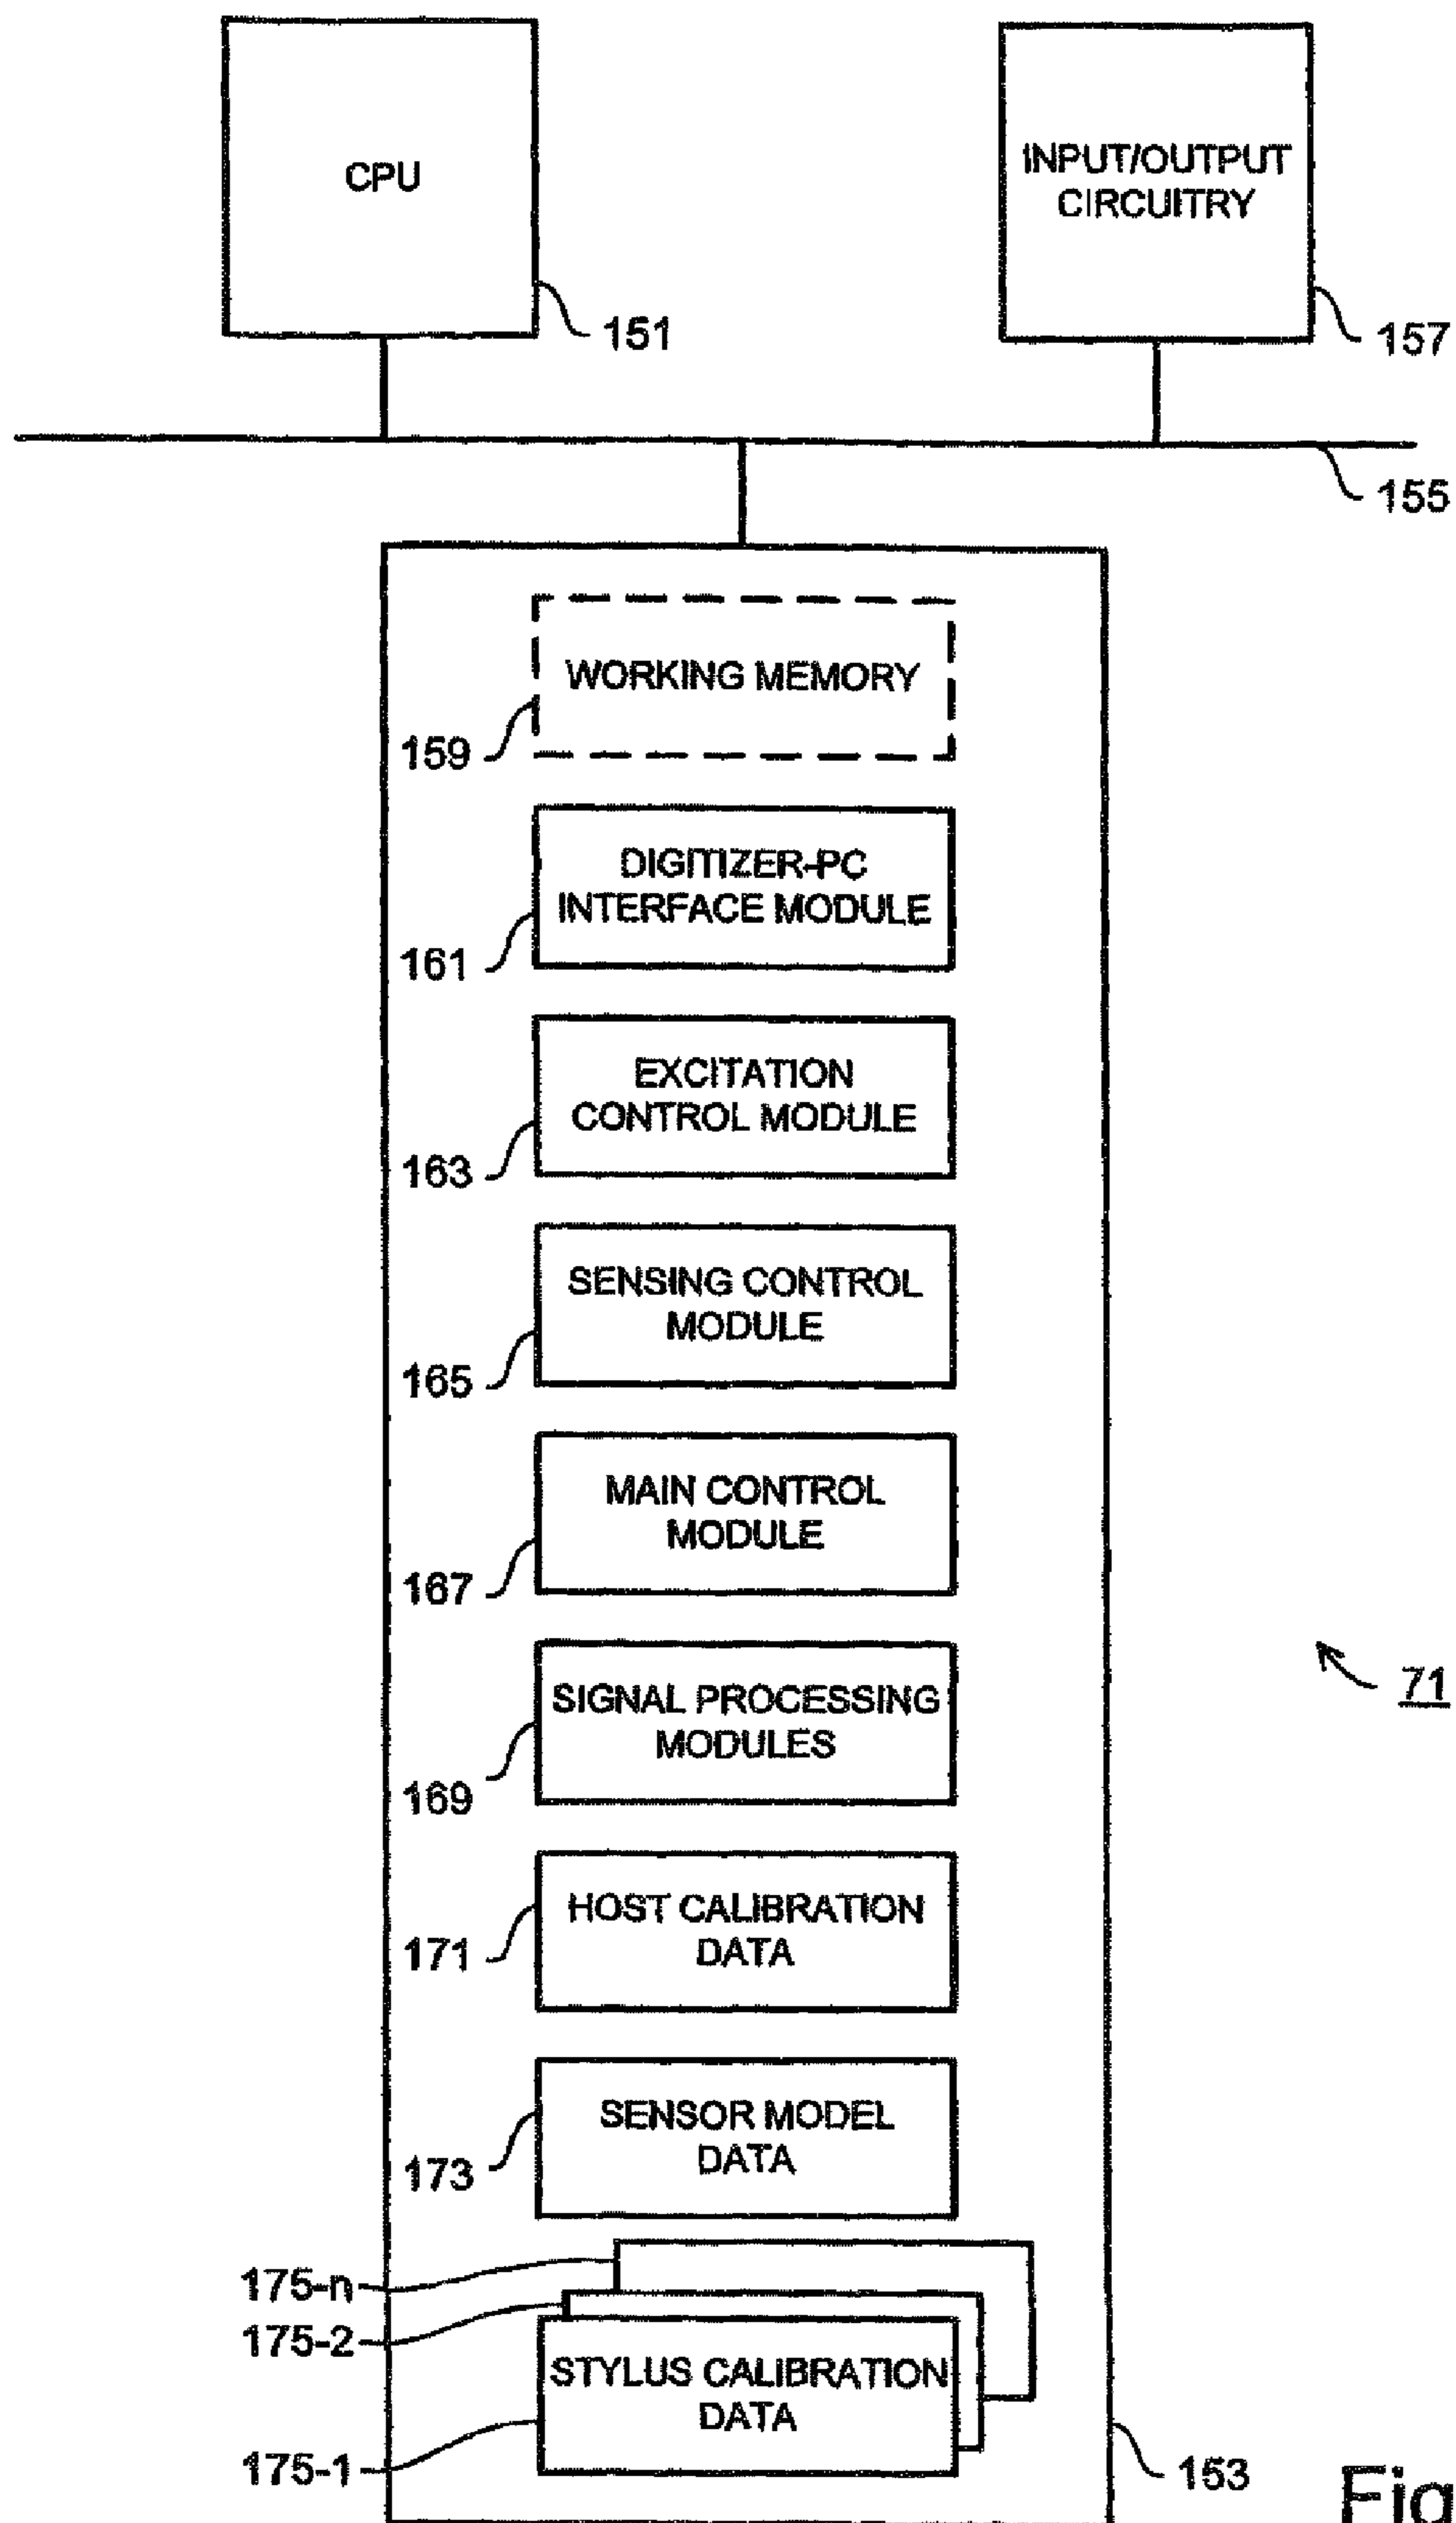 CPU
INPUT/OUTPUT
CIRCUITRY
151
157
155
WORKING MEMORY
159
DIGITIZER-PC
INTERFACE MODULE
161
EXCITATION
CONTROL MODULE
163
SENSING CONTROL
MODULE
165
MAIN CONTROL
MODULE
167
71
SIGNAL PROCESSING
MODULES
169
HOST CALIBRATION
DATA
171
SENSOR MODEL
DATA
173
175-n
175-2
STYLUS CALIBRATION
DATA
175-1
153
Fig